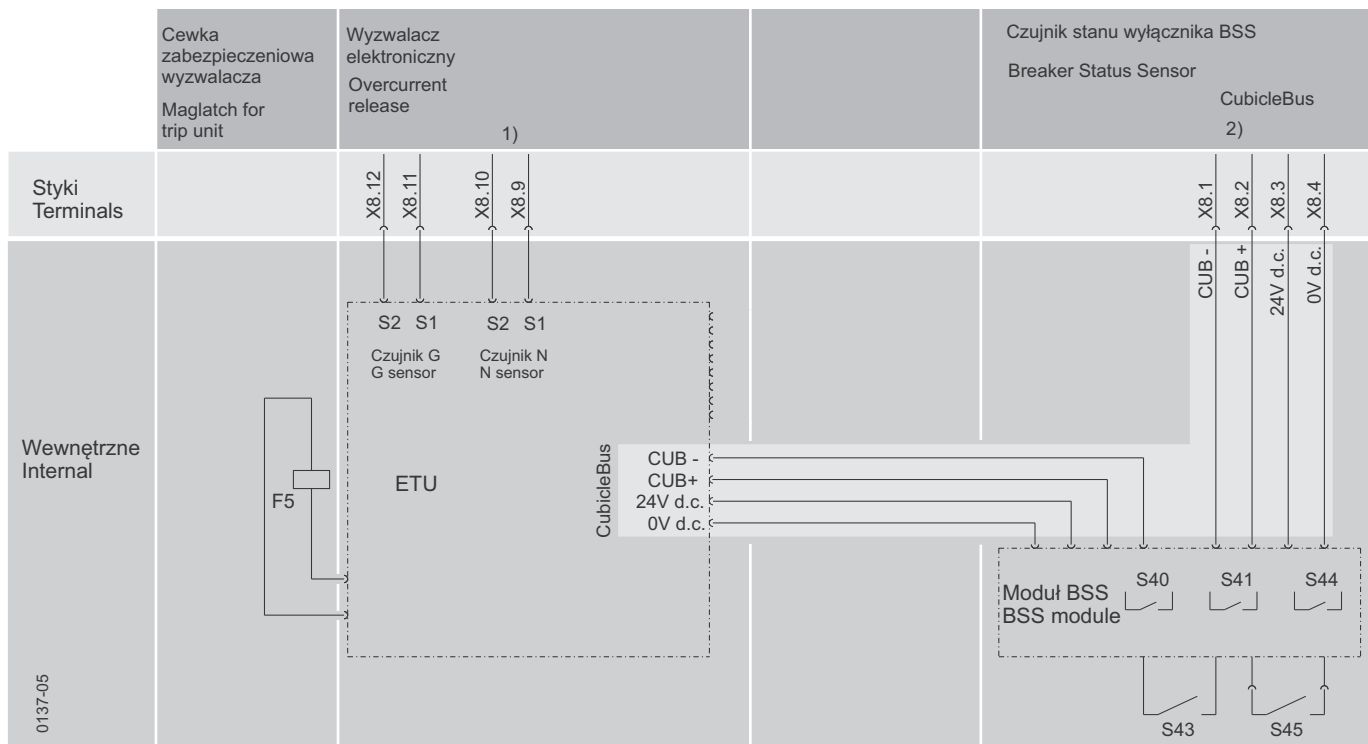 Cewka
zabezpieczeniowa
wyzwalacza
Maglatch for
trip unit
Wyzwalacz
elektroniczny
Overcurrent
release
1)
Czujnik stanu wyłącznika BSS
Breaker Status Sensor
CubicleBus
2)
Styki
Terminals
X8.12
X8.11
X8.10
X8.9
X8.1
X8.2
X8.3
X8.4
Wewnętrzne
Internal
CUB -
CUB +
24V d.c.
0V d.c.
S2 S1
S2 S1
Czujnik G
G sensor
Czujnik N
N sensor
F5
ETU
CubicleBus
CUB -
CUB+
24V d.c.
0V d.c.
Moduł BSS
BSS module
S40
S41
S44
S43
S45
0137-05